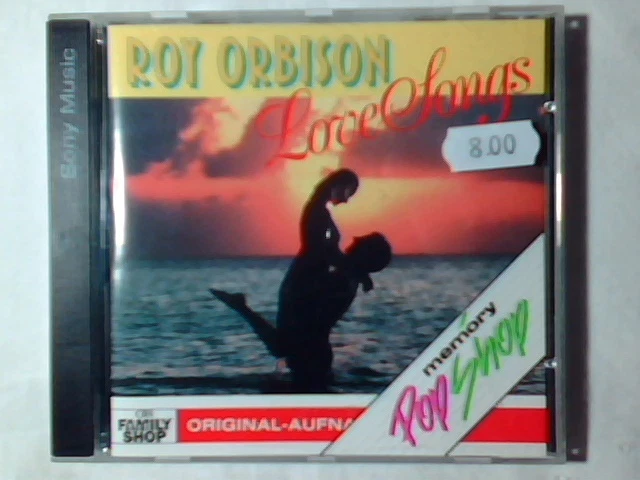 Sony Music
ROY ORBISON
Love Songs
8.00
memory
Pop Shop
CBS
FAMILY
SHOP
ORIGINAL-AUFNA